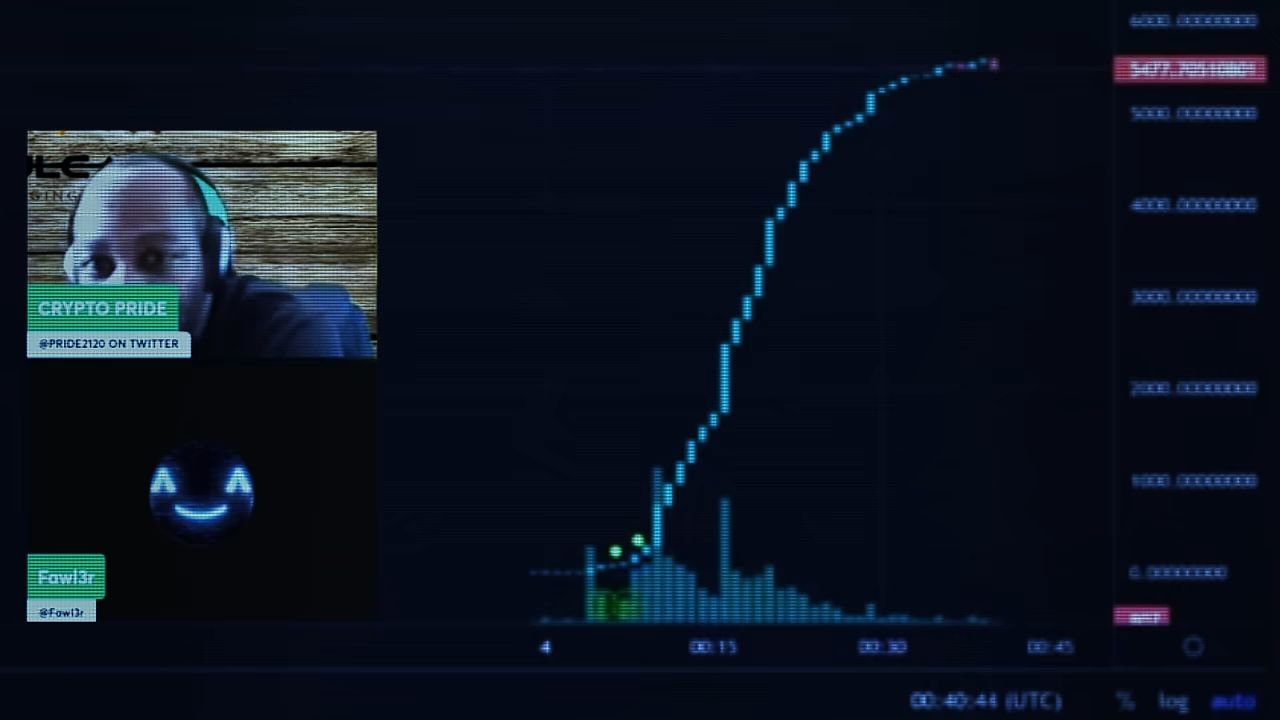 CRYPTO PRIDE
@PRIDE2120 ON TWITTER
Fawl3r
@Fawl3r
6000.00000000
5000.00000000
4000.00000000
3000.00000000
2000.00000000
1000.00000000
0.00000000
4
00:15
00:30
00:45
00:40:44 (UTC)
%
log
auto